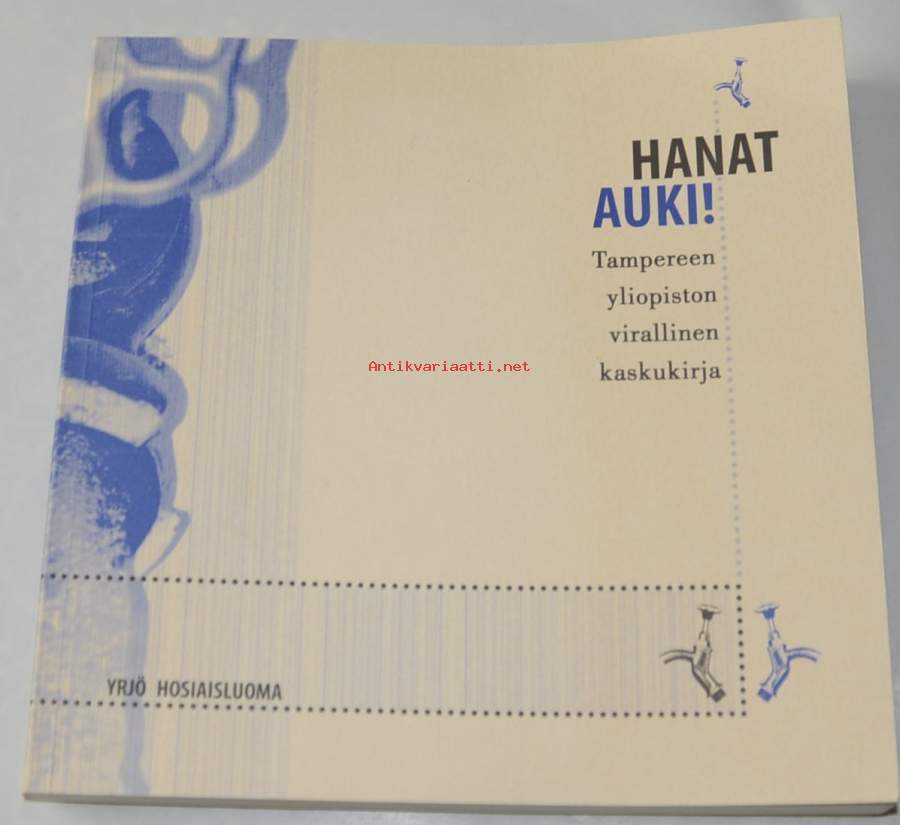 HANAT
AUKI!
Tampereen
yliopiston
virallinen
kaskukirja
Antikvariaatti.net
YRJÖ HOSIAISLUOMA